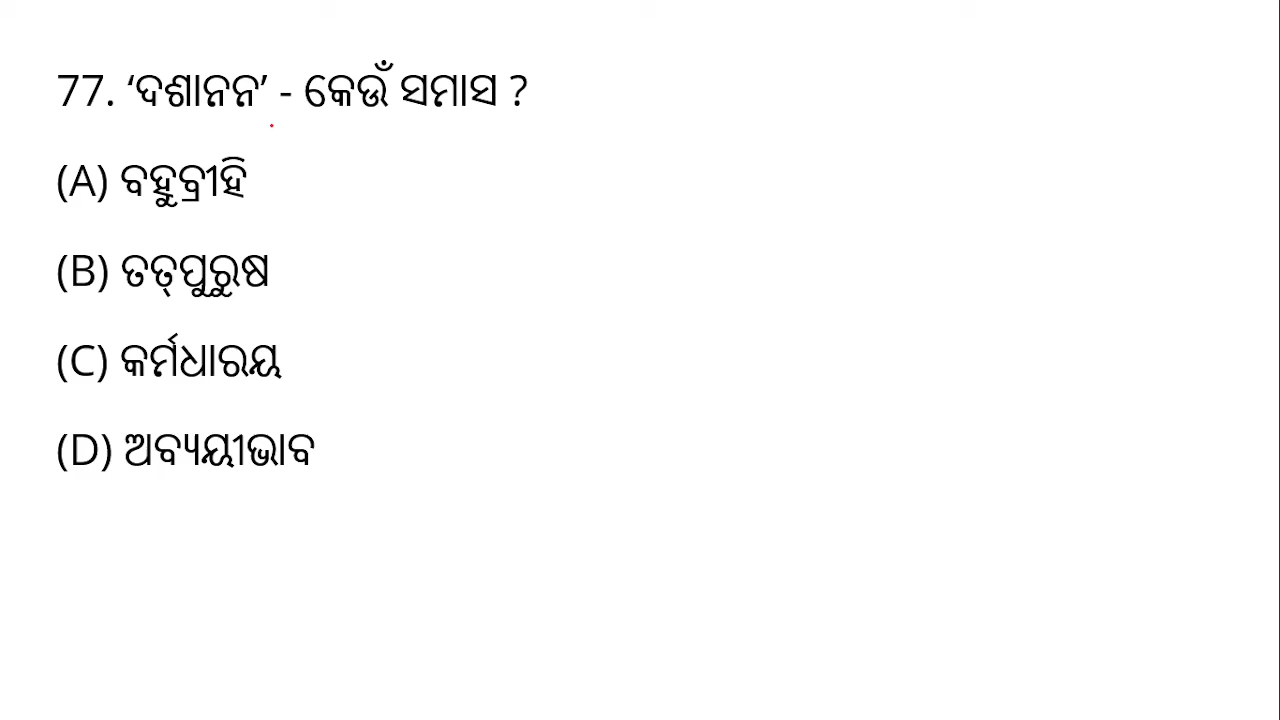 77. ‘ଦଶାନନ’ - କେଉଁ ସମାସ ?
(A) ବହୁବ୍ରୀହି
(B) ତତ୍ପୁରୁଷ
(C) କର୍ମଧାରୟ
(D) ଅବ୍ୟୟୀଭାବ